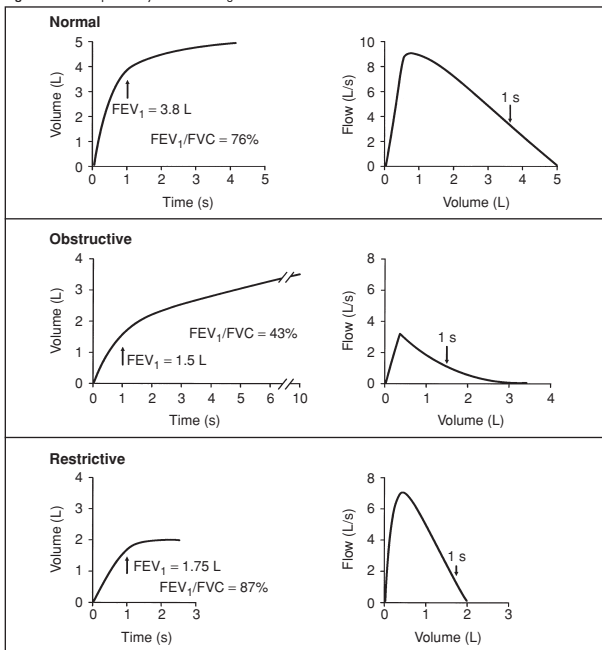 Normal
Volume (L)
5
4
3
2
1
0
FEV1 = 3.8 L
FEV1/FVC = 76%
0 1 2 3 4 5
Time (s)
Flow (L/s)
10
8
6
4
2
0
1 s
0 1 2 3 4 5
Volume (L)
Obstructive
Volume (L)
4
3
2
1
0
FEV1/FVC = 43%
FEV1 = 1.5 L
0 1 2 3 4 5 6 10
Time (s)
Flow (L/s)
6
4
2
0
1 s
0 1 2 3 4
Volume (L)
Restrictive
Volume (L)
4
3
2
1
0
FEV1 = 1.75 L
FEV1/FVC = 87%
0 1 2 3
Time (s)
Flow (L/s)
8
6
4
2
0
1 s
0 1 2 3
Volume (L)